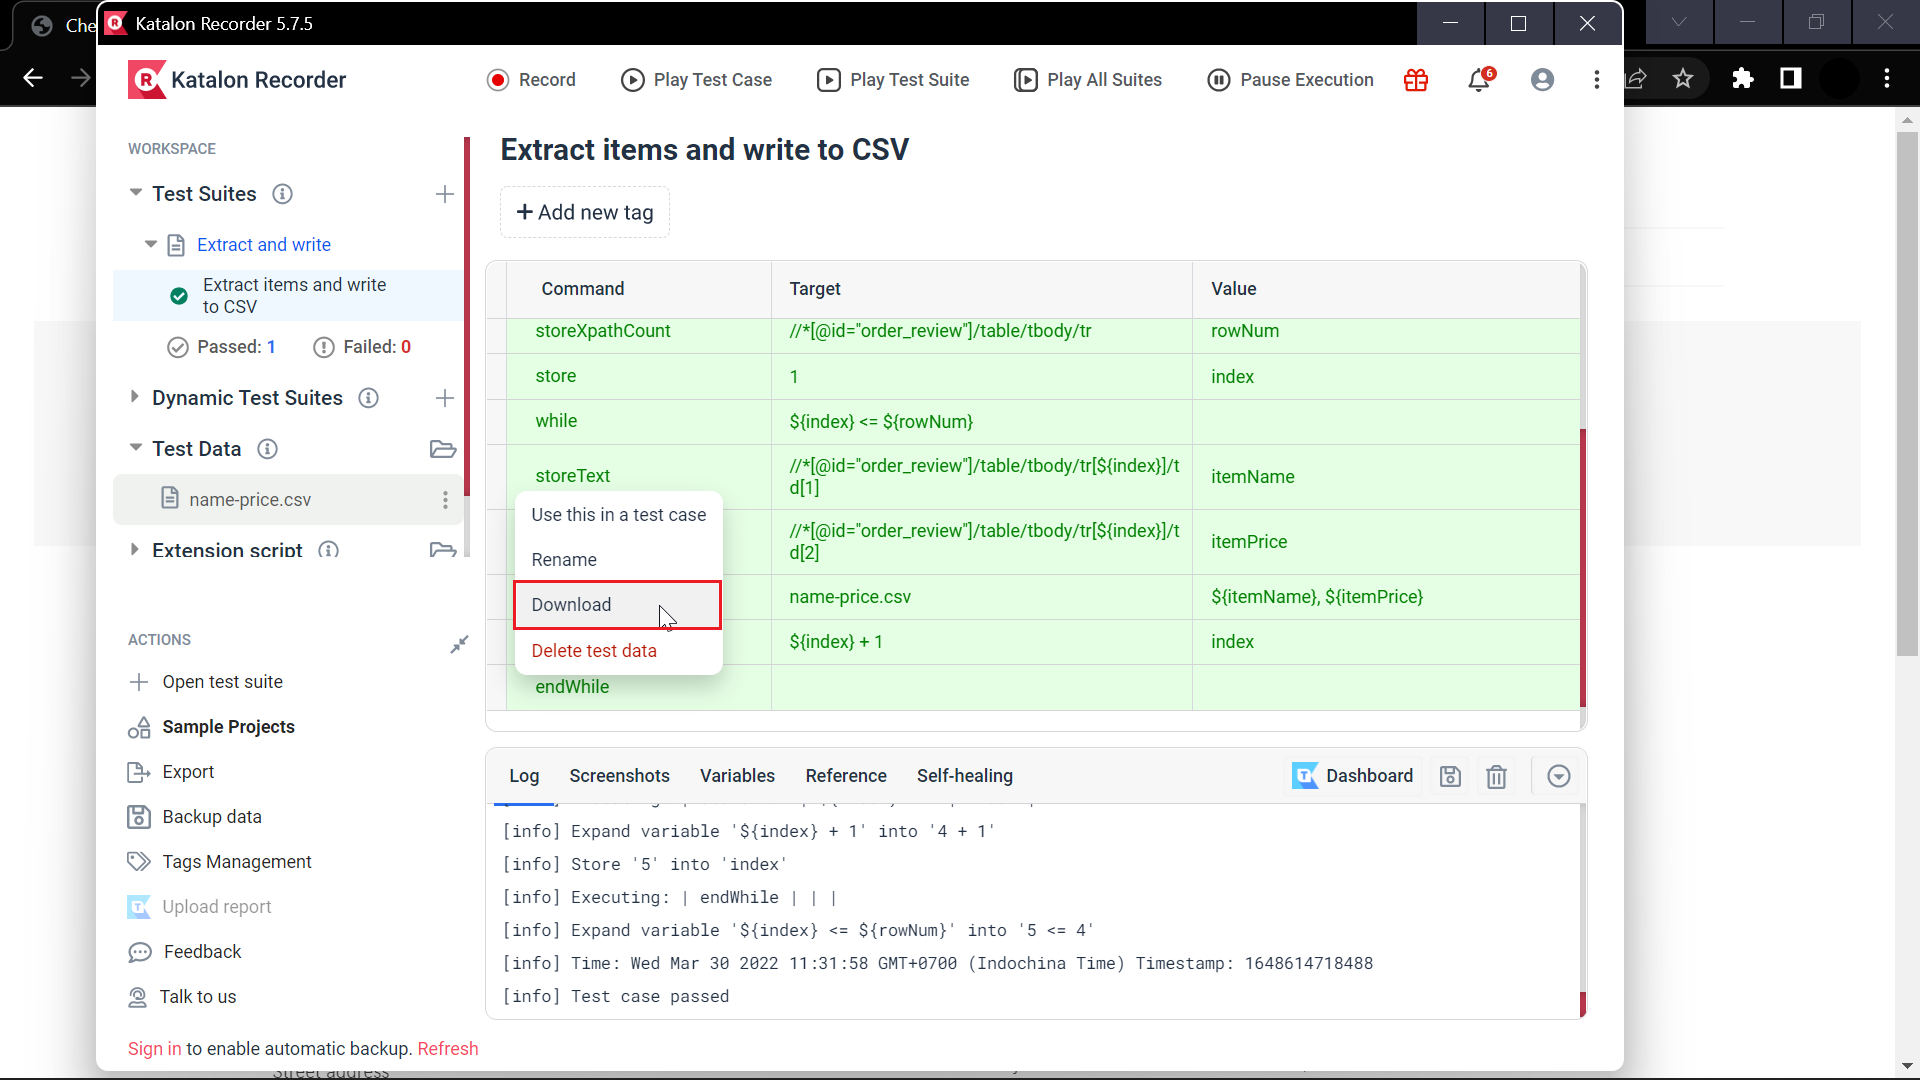 Che
Katalon Recorder 5.7.5
Katalon Recorder
Record
Play Test Case
Play Test Suite
Play All Suites
Pause Execution
6
WORKSPACE
Test Suites
Extract and write
Extract items and write
to CSV
Passed: 1
Failed: 0
Dynamic Test Suites
Test Data
name-price.csv
Extension script
ACTIONS
Open test suite
Sample Projects
Export
Backup data
Tags Management
Upload report
Feedback
Talk to us
Sign in to enable automatic backup. Refresh
Extract items and write to CSV
+ Add new tag
Command Target Value
storeXpathCount //*[@id="order_review"]/table/tbody/tr rowNum
store 1 index
while ${index} <= ${rowNum}
storeText //*[@id="order_review"]/table/tbody/tr[${index}]/t itemName
d[1]
//*[@id="order_review"]/table/tbody/tr[${index}]/t itemPrice
d[2]
name-price.csv ${itemName}, ${itemPrice}
${index} + 1 index
endWhile
Use this in a test case
Rename
Download
Delete test data
Log Screenshots Variables Reference Self-healing Dashboard
[info] Expand variable '${index} + 1' into '4 + 1'
[info] Store '5' into 'index'
[info] Executing: | endWhile | | |
[info] Expand variable '${index} <= ${rowNum}' into '5 <= 4'
[info] Time: Wed Mar 30 2022 11:31:58 GMT+0700 (Indochina Time) Timestamp: 1648614718488
[info] Test case passed
Street address